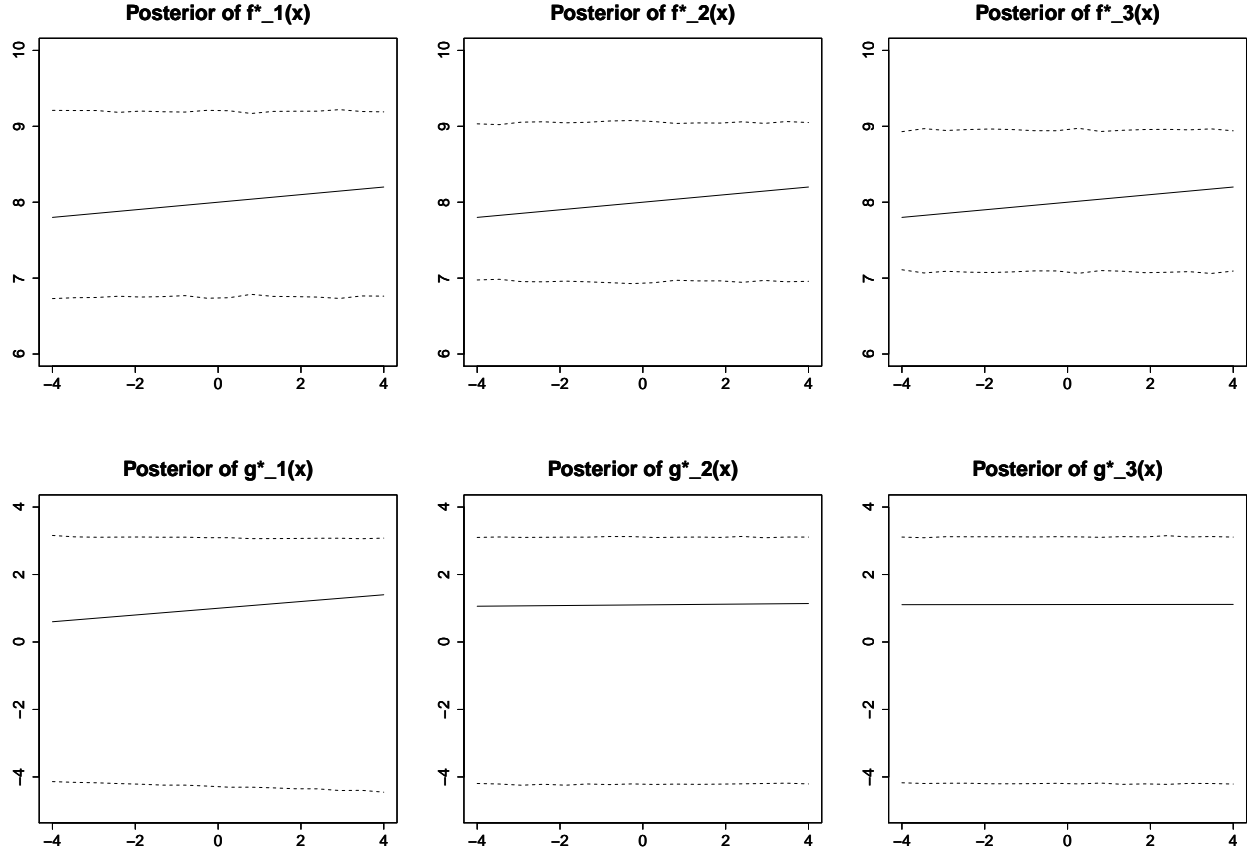 Posterior of f*_1(x)
10
9
8
7
6
−4 −2 0 2 4
Posterior of f*_2(x)
10
9
8
7
6
−4 −2 0 2 4
Posterior of f*_3(x)
10
9
8
7
6
−4 −2 0 2 4
Posterior of g*_1(x)
4
2
0
−2
−4
−4 −2 0 2 4
Posterior of g*_2(x)
4
2
0
−2
−4
−4 −2 0 2 4
Posterior of g*_3(x)
4
2
0
−2
−4
−4 −2 0 2 4